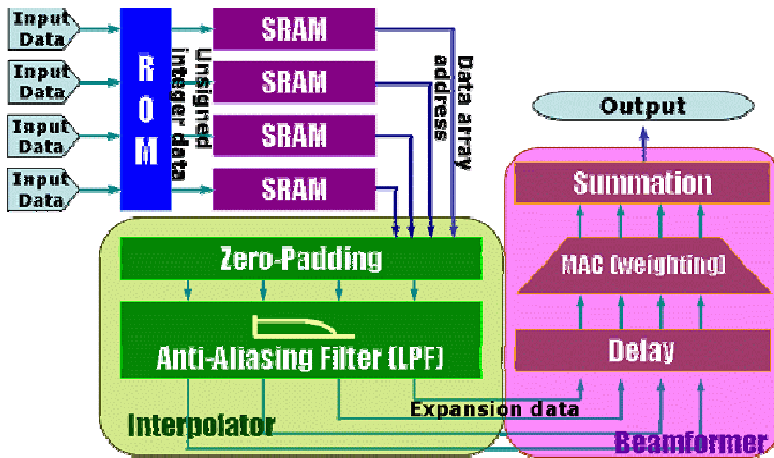 Input
Data
Input
Data
Input
Data
Input
Data
ROM
Unsigned
integer data
SRAM
SRAM
SRAM
SRAM
Data array
address
Zero-Padding
Anti-Aliasing Filter (LPF)
Interpolator
Expansion data
Output
Summation
MAC (weighting)
Delay
Beamformer